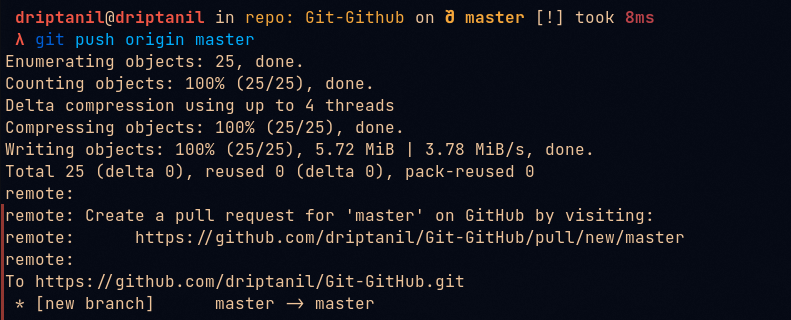 driptanil@driptanil in repo: Git-Github on master [!] took 8ms
λ git push origin master
Enumerating objects: 25, done.
Counting objects: 100% (25/25), done.
Delta compression using up to 4 threads
Compressing objects: 100% (25/25), done.
Writing objects: 100% (25/25), 5.72 MiB | 3.78 MiB/s, done.
Total 25 (delta 0), reused 0 (delta 0), pack-reused 0
remote:
remote: Create a pull request for 'master' on GitHub by visiting:
remote:      https://github.com/driptanil/Git-GitHub/pull/new/master
remote:
To https://github.com/driptanil/Git-GitHub.git
 * [new branch]      master -> master